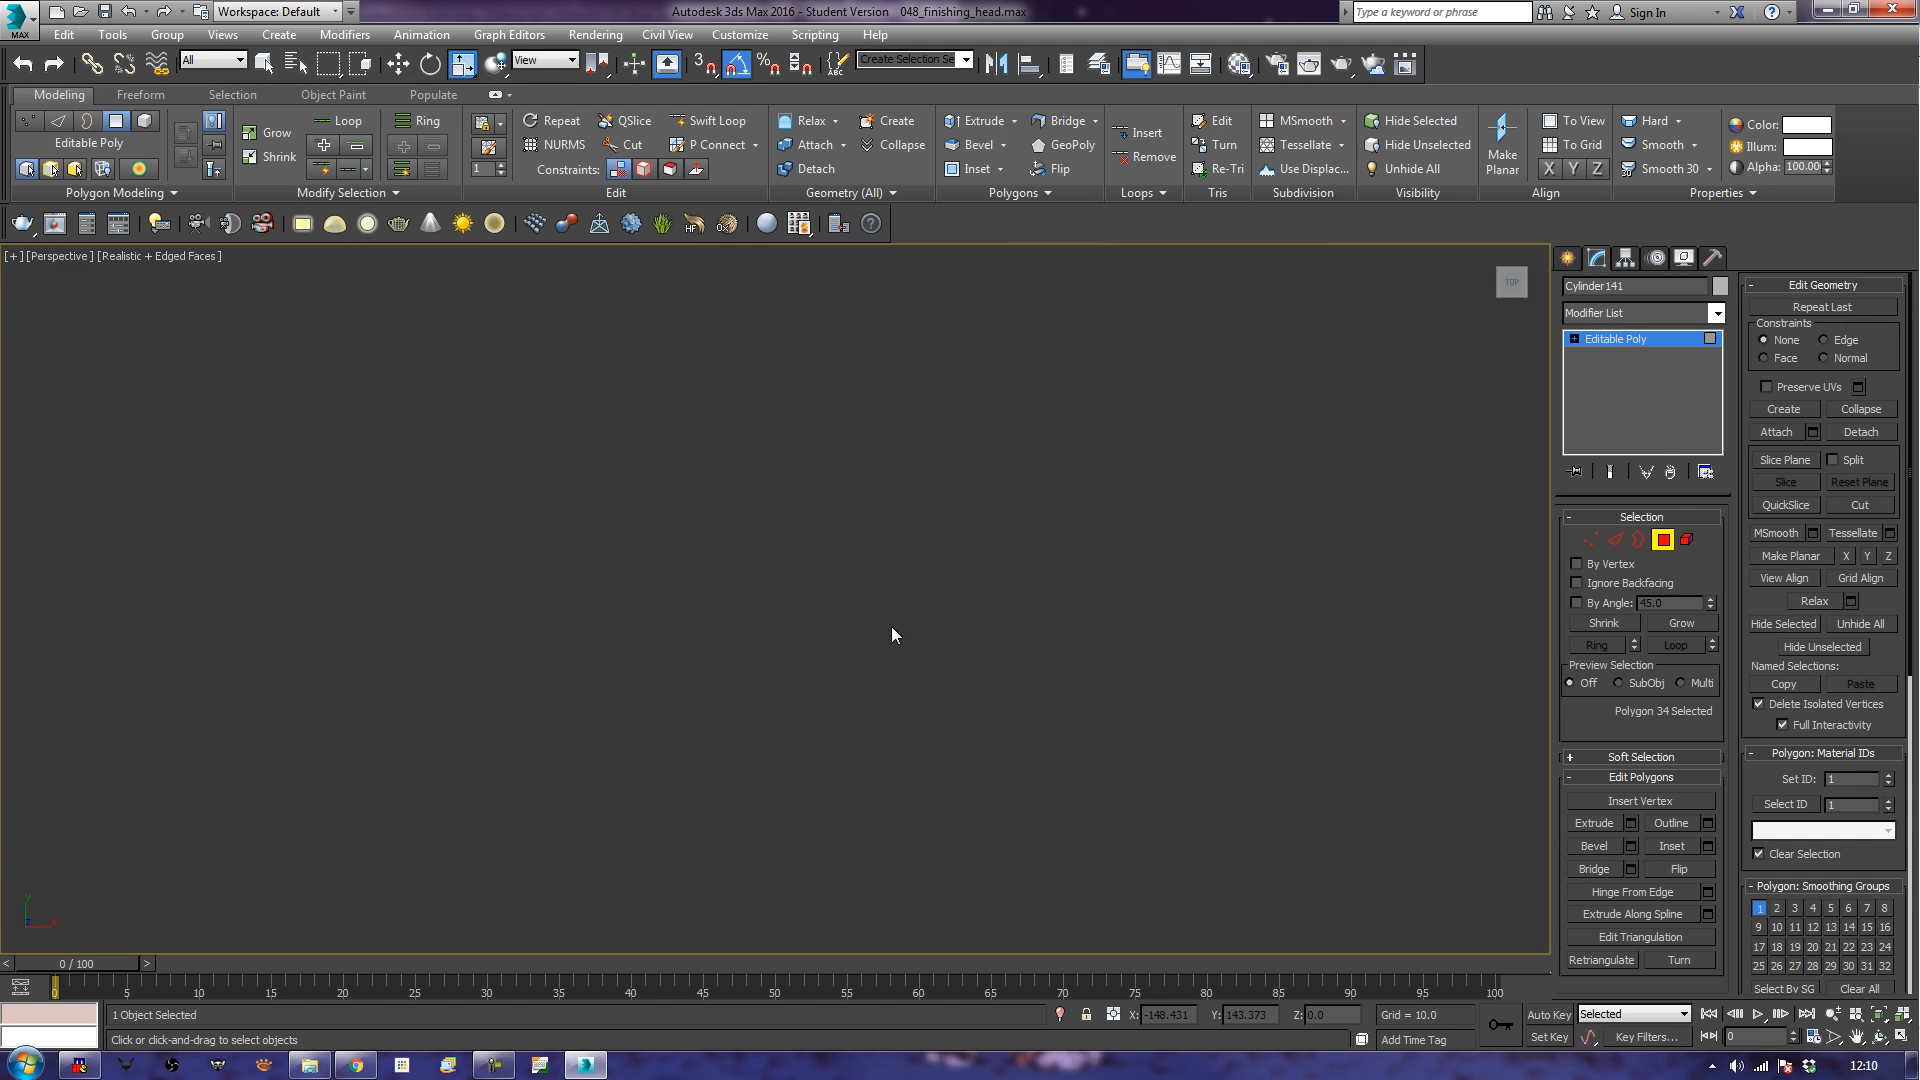 Workspace: Default
Autodesk 3ds Max 2016 - Student Version 048_finishing_head.max
Type a keyword or phrase
Sign In
MAX
Edit Tools Group Views Create Modifiers Animation Graph Editors Rendering Civil View Customize Scripting Help
All
View
3
ABC
Create Selection Se
Modeling Freeform Selection Object Paint Populate
Loop Ring Repeat QSlice Swift Loop Relax Create Extrude Bridge Insert Edit MSmooth Hide Selected To View Hard Color:
Edit Poly Grow NURMS Cut P Connect Attach Collapse Bevel GeoPoly Remove Turn Tessellate Hide Unselected Make Planar To Grid Smooth Illum:
Shrink 1 Constraints: Detach Inset Flip Re-Tri Use Displac... Unhide All X Y Z Smooth 30 Alpha: 100.00
Polygon Modeling Modify Selection Edit Geometry (All) Polygons Loops Tris Subdivision Visibility Align Properties
HF
[+] [Perspective] [Realistic + Edged Faces]
TOP
Cylinder141
Modifier List
Editable Poly
Selection
By Vertex
Ignore Backfacing
By Angle: 45.0
Shrink Grow
Ring Loop
Preview Selection
Off SubObj Multi
Polygon 34 Selected
Soft Selection
Edit Polygons
Insert Vertex
Extrude Outline
Bevel Inset
Bridge Flip
Hinge From Edge
Extrude Along Spline
Edit Triangulation
Retriangulate Turn
Edit Geometry
Repeat Last
Constraints
None Edge
Face Normal
Preserve UVs
Create Collapse
Attach Detach
Slice Plane Split
Slice Reset Plane
QuickSlice Cut
MSmooth Tessellate
Make Planar X Y Z
View Align Grid Align
Relax
Hide Selected Unhide All
Hide Unselected
Named Selections:
Copy Paste
Delete Isolated Vertices
Full Interactivity
Polygon: Material IDs
Set ID: 1
Select ID 1
Clear Selection
Polygon: Smoothing Groups
1 2 3 4 5 6 7 8
9 10 11 12 13 14 15 16
17 18 19 20 21 22 23 24
25 26 27 28 29 30 31 32
Select By SG Clear All
0 / 100
0 5 10 15 20 25 30 35 40 45 50 55 60 65 70 75 80 85 90 95 100
1 Object Selected X: -148.431 Y: 143.373 Z: 0.0 Grid = 10.0 Auto Key Selected
Click or click-and-drag to select objects Add Time Tag Set Key Key Filters... 0
12:10